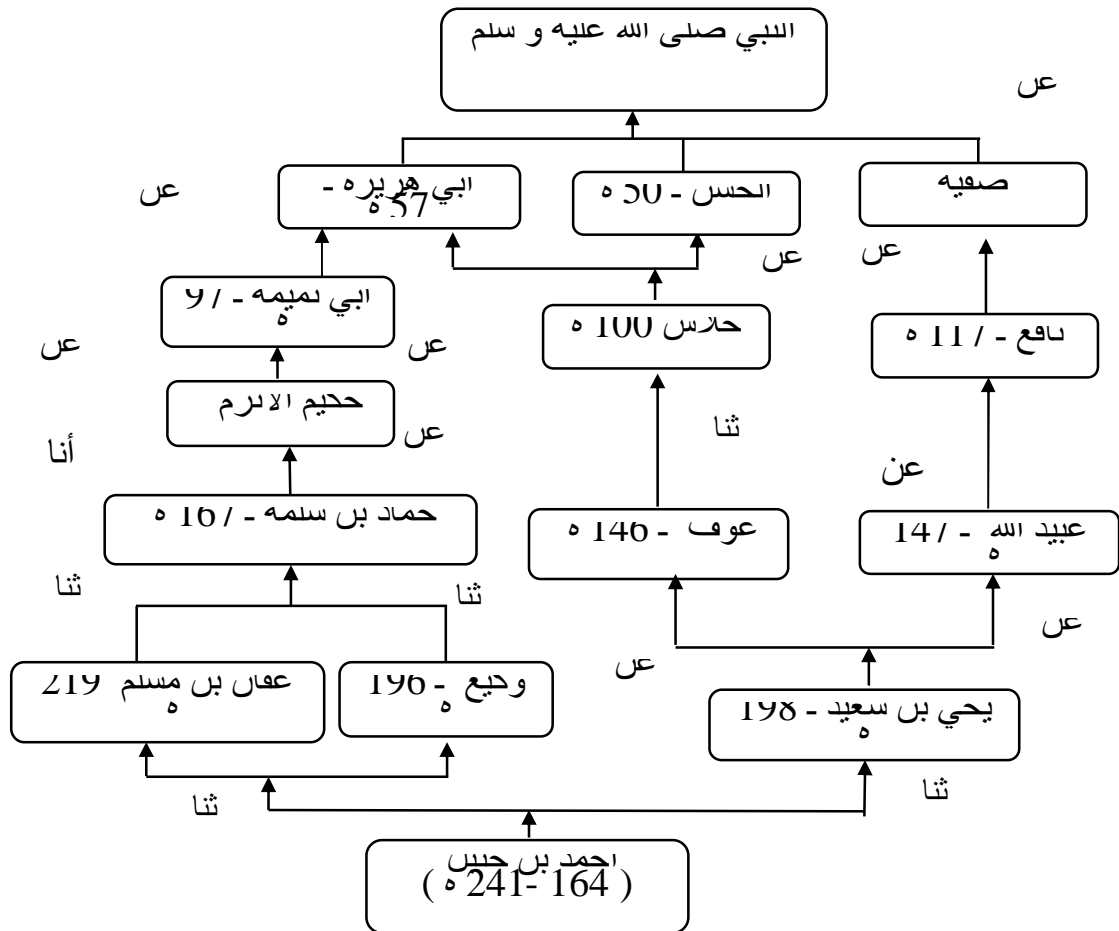 النبي صلى الله عليه و سلم
عن
ابي هريره -
57 ه
الحسن - 50 ه
صفيه
عن
عن
عن
ابي تميمه - 97
ه
خلاس 100 ه
نافع - 117 ه
عن
عن
حكيم الاثرم
عن
ثنا
أنا
عن
حماد بن سلمه - 167 ه
عوف - 146 ه
عبيد الله - 147
ه
ثنا
ثنا
عن
عن
عفان بن مسلم 219
ه
وكيع - 196
ه
يحي بن سعيد - 198
ه
ثنا
ثنا
احمد بن حنبل
( 164 -241 ه )